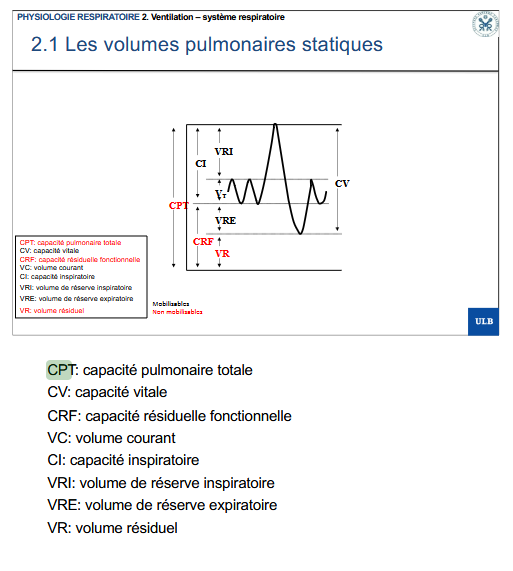 PHYSIOLOGIE RESPIRATOIRE 2. Ventilation – système respiratoire
2.1 Les volumes pulmonaires statiques
VRI
CI
CV
VT
CPT
VRE
CRF
VR
CPT: capacité pulmonaire totale
CV: capacité vitale
CRF: capacité résiduelle fonctionnelle
VC: volume courant
CI: capacité inspiratoire
VRI: volume de réserve inspiratoire
VRE: volume de réserve expiratoire
VR: volume résiduel
Mobilisables
Non mobilisables
ULB
CPT: capacité pulmonaire totale
CV: capacité vitale
CRF: capacité résiduelle fonctionnelle
VC: volume courant
CI: capacité inspiratoire
VRI: volume de réserve inspiratoire
VRE: volume de réserve expiratoire
VR: volume résiduel